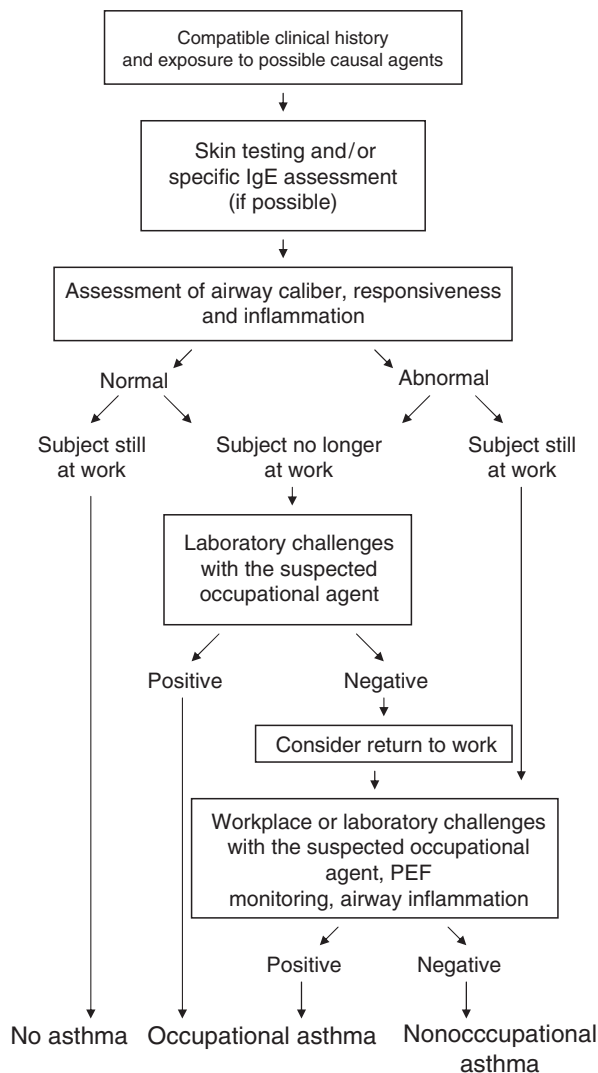 Compatible clinical history
and exposure to possible causal agents
Skin testing and/or
specific IgE assessment
(if possible)
Assessment of airway caliber, responsiveness
and inflammation
Normal
Abnormal
Subject still
at work
Subject no longer
at work
Subject still
at work
Laboratory challenges
with the suspected
occupational agent
Positive
Negative
Consider return to work
Workplace or laboratory challenges
with the suspected occupational
agent, PEF
monitoring, airway inflammation
Positive
Negative
No asthma
Occupational asthma
Nonocccupational
asthma